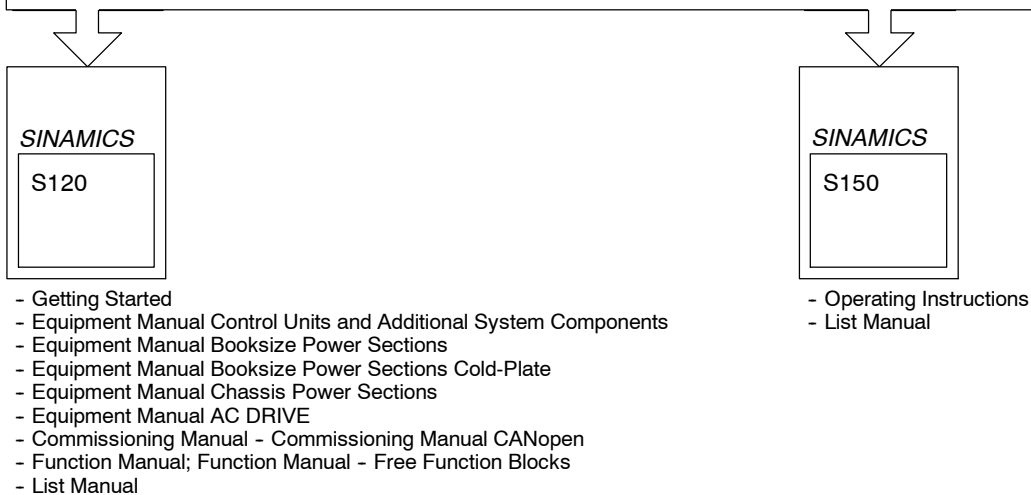 SINAMICS
S120
- Getting Started
- Equipment Manual Control Units and Additional System Components
- Equipment Manual Booksize Power Sections
- Equipment Manual Booksize Power Sections Cold-Plate
- Equipment Manual Chassis Power Sections
- Equipment Manual AC DRIVE
- Commissioning Manual - Commissioning Manual CANopen
- Function Manual; Function Manual - Free Function Blocks
- List Manual
SINAMICS
S150
- Operating Instructions
- List Manual